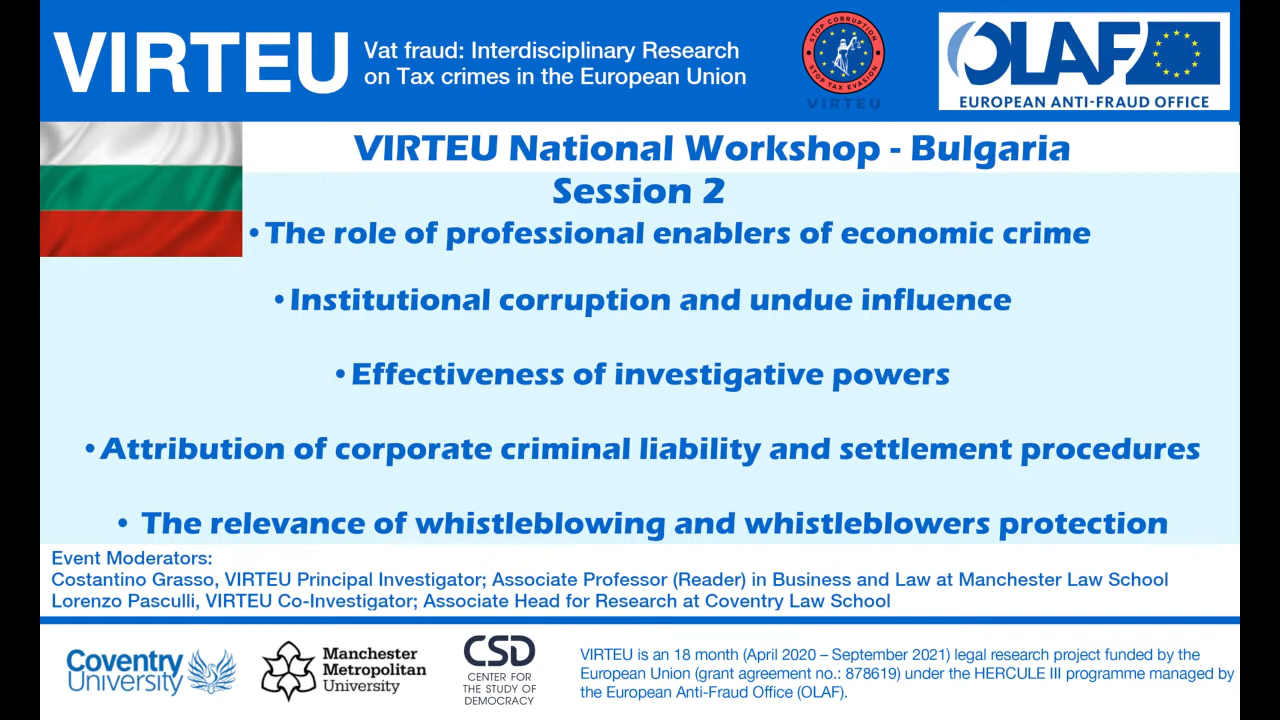 VIRTEU
Vat fraud: Interdisciplinary Research
on Tax crimes in the European Union
STOP CORRUPTION
STOP TAX EVASION
VIRTEU
OLAF
EUROPEAN ANTI-FRAUD OFFICE
VIRTEU National Workshop - Bulgaria
Session 2
• The role of professional enablers of economic crime
• Institutional corruption and undue influence
• Effectiveness of investigative powers
• Attribution of corporate criminal liability and settlement procedures
• The relevance of whistleblowing and whistleblowers protection
Event Moderators:
Costantino Grasso, VIRTEU Principal Investigator; Associate Professor (Reader) in Business and Law at Manchester Law School
Lorenzo Pasculli, VIRTEU Co-Investigator; Associate Head for Research at Coventry Law School
Coventry
University
Manchester
Metropolitan
University
CSD
CENTER FOR
THE STUDY OF
DEMOCRACY
VIRTEU is an 18 month (April 2020 – September 2021) legal research project funded by the
European Union (grant agreement no.: 878619) under the HERCULE III programme managed by
the European Anti-Fraud Office (OLAF).